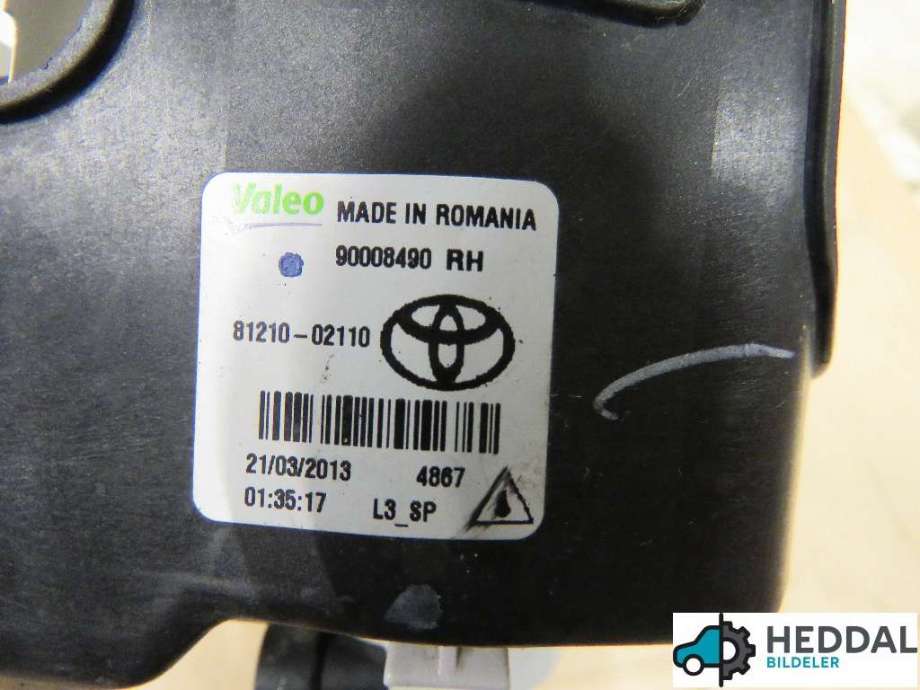 Valeo MADE IN ROMANIA
90008490 RH
81210-02110
21/03/2013 4867
01:35:17 L3_SP
HEDDAL
BILDELER